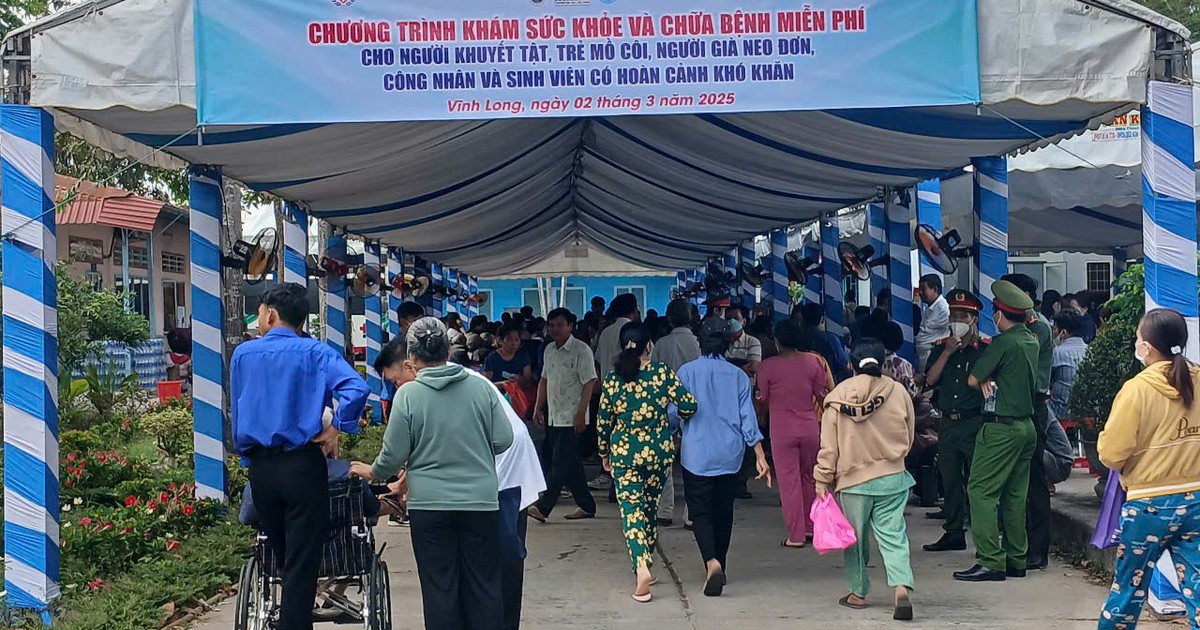 CHƯƠNG TRÌNH KHÁM SỨC KHỎE VÀ CHỮA BỆNH MIỄN PHÍ
CHO NGƯỜI KHUYẾT TẬT, TRẺ MỒ CÔI, NGƯỜI GIÀ NEO ĐƠN,
CÔNG NHÂN VÀ SINH VIÊN CÓ HOÀN CẢNH KHÓ KHĂN
Vĩnh Long, ngày 02 tháng 3 năm 2025